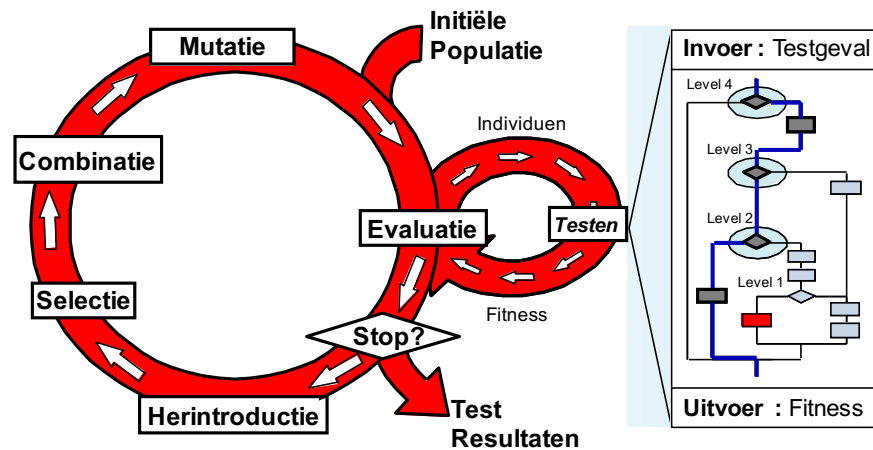 Initiële
Populatie
Mutatie
Combinatie
Selectie
Herintroductie
Stop?
Evaluatie
Individuen
Testen
Fitness
Test
Resultaten
Invoer : Testgeval
Level 4
Level 3
Level 2
Level 1
Uitvoer : Fitness